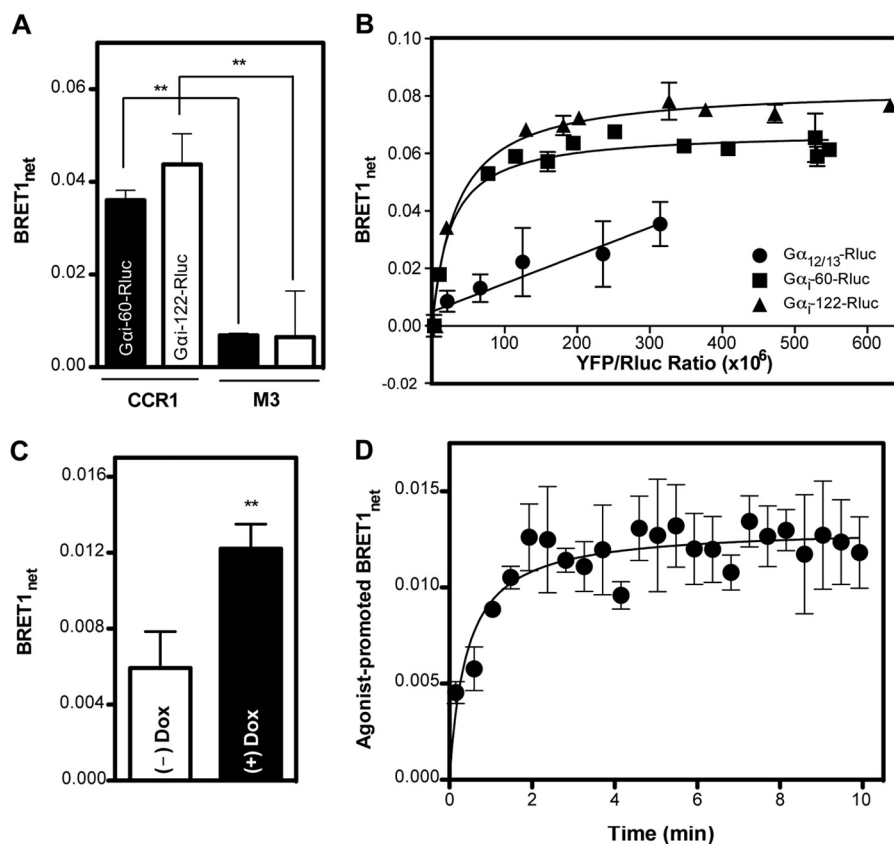 A
BRET1net
0.06
0.04
0.02
0.00
**
**
Gαi-60-Rluc
Gαi-122-Rluc
CCR1
M3
B
BRET1net
0.10
0.08
0.06
0.04
0.02
0.00
-0.02
100
200
300
400
500
600
YFP/Rluc Ratio (x10⁶)
Gα12/13-Rluc
Gαi-60-Rluc
Gαi-122-Rluc
C
BRET1net
0.016
0.012
0.008
0.004
0.000
**
(−) Dox
(+) Dox
D
Agonist-promoted BRET1net
0.015
0.010
0.005
0.000
0
2
4
6
8
10
Time (min)